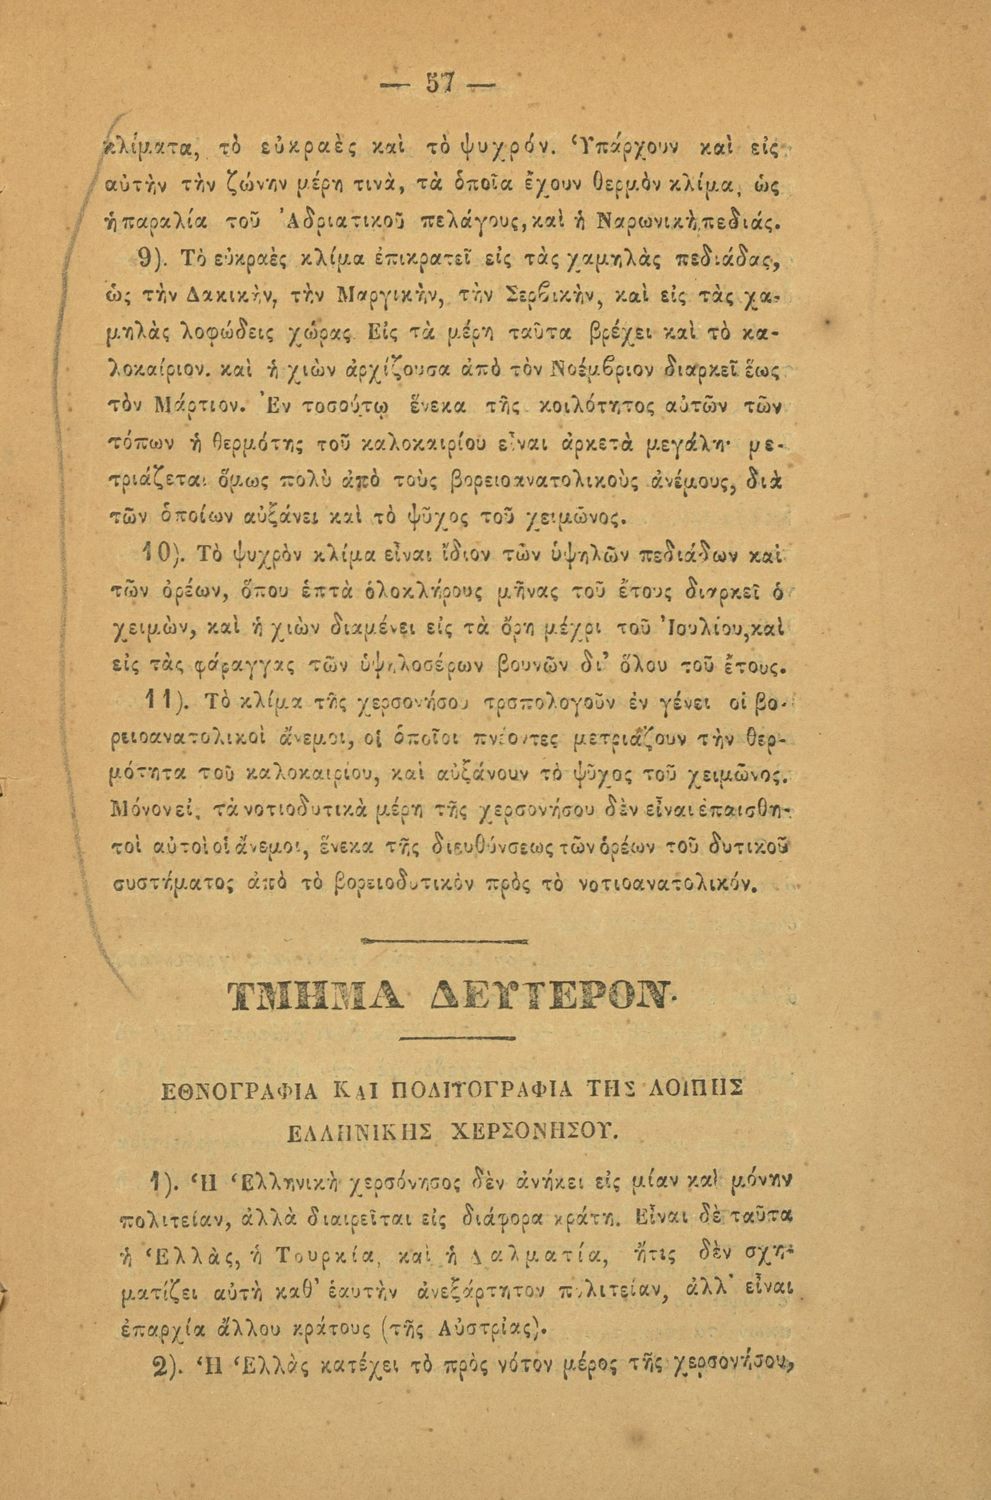 — 57 —
κλίματα, τὸ εὐκραὲς καὶ τὸ ψυχρόν. Ὑπάρχουν καὶ εἰς
αὐτὴν τὴν ζώνην μέρη τινὰ, τὰ ὁποῖα ἔχουν θερμὸν κλίμα, ὡς
ἡ παραλία τοῦ Ἀδριατικοῦ πελάγους, καὶ ἡ Ναρωνικὴ πεδιάς.
9). Τὸ εὐκραὲς κλίμα ἐπικρατεῖ εἰς τὰς χαμηλὰς πεδιάδας,
ὡς τὴν Δακικὴν, τὴν Μαργικὴν, τὴν Σερβικὴν, καὶ εἰς τὰς χα-
μηλὰς λοφώδεις χώρας. Εἰς τὰ μέρη ταῦτα βρέχει καὶ τὸ κα-
λοκαίριον. καὶ ἡ χιὼν ἀρχίζουσα ἀπὸ τὸν Νοέμβριον διαρκεῖ ἕως
τὸν Μάρτιον. Ἐν τοσούτῳ ἕνεκα τῆς κοιλότητος αὐτῶν τῶν
τόπων ἡ θερμότης τοῦ καλοκαιρίου εἶναι ἀρκετὰ μεγάλη· με-
τριάζεται ὅμως πολὺ ἀπὸ τοὺς βορειοανατολικοὺς ἀνέμους, διὰ
τῶν ὁποίων αὐξάνει καὶ τὸ ψῦχος τοῦ χειμῶνος.
10). Τὸ ψυχρὸν κλίμα εἶναι ἴδιον τῶν ὑψηλῶν πεδιάδων καὶ
τῶν ὀρέων, ὅπου ἑπτὰ ὁλοκλήρους μῆνας τοῦ ἔτους διαρκεῖ ὁ
χειμὼν, καὶ ἡ χιὼν διαμένει εἰς τὰ ὄρη μέχρι τοῦ Ἰουλίου, καὶ
εἰς τὰς φάραγγας τῶν ὑψηλοσέρων βουνῶν δι' ὅλου τοῦ ἔτους.
11). Τὸ κλίμα τῆς χερσονήσου τρσπολογοῦν ἐν γένει οἱ βο-
ρειοανατολικοὶ ἄνεμοι, οἱ ὁποῖοι πνέοντες μετριάζουν τὴν θερ-
μότητα τοῦ καλοκαιρίου, καὶ αὐξάνουν τὸ ψῦχος τοῦ χειμῶνος.
Μόνον εἰς τὰ νοτιοδυτικὰ μέρη τῆς χερσονήσου δὲν εἶναι ἐπαισθη-
τοὶ αὐτοὶ οἱ ἄνεμοι, ἕνεκα τῆς διευθύνσεως τῶν ὀρέων τοῦ δυτικοῦ
συστήματος ἀπὸ τὸ βορειοδυτικὸν πρὸς τὸ νοτιοανατολικόν.
ΤΜΗΜΑ ΔΕΥΤΕΡΟΝ.
ΕΘΝΟΓΡΑΦΙΑ ΚΑΙ ΠΟΛΙΤΟΓΡΑΦΙΑ ΤΗΣ ΛΟΙΠΗΣ
ΕΛΛΗΝΙΚΗΣ ΧΕΡΣΟΝΗΣΟΥ.
1). Ἡ Ἑλληνικὴ χερσόνησος δὲν ἀνήκει εἰς μίαν καὶ μόνην
πολιτείαν, ἀλλὰ διαιρεῖται εἰς διάφορα κράτη. Εἶναι δὲ ταῦτα
ἡ Ἑλλὰς, ἡ Τουρκία, καὶ ἡ Δαλματία, ἥτις δὲν σχη-
ματίζει αὐτὴ καθ' ἑαυτὴν ἀνεξάρτητον πολιτείαν, ἀλλ' εἶναι
ἐπαρχία ἄλλου κράτους (τῆς Αὐστρίας).
2). Ἡ Ἑλλὰς κατέχει τὸ πρὸς νότον μέρος τῆς χερσονήσου,